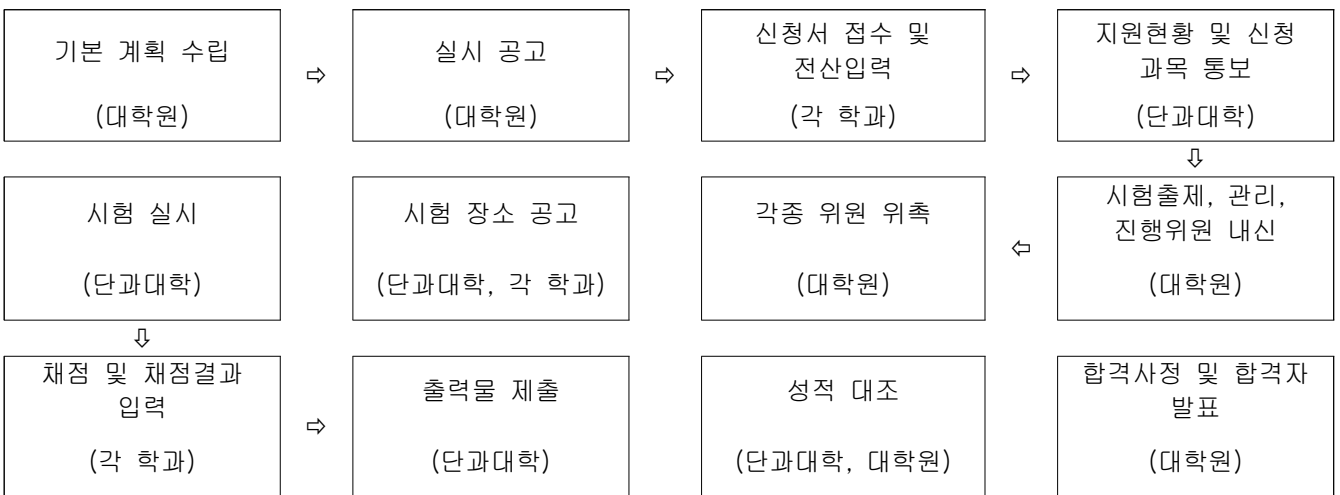 기본 계획 수립
(대학원)
⇨
실시 공고
(대학원)
⇨
신청서 접수 및
전산입력
(각 학과)
⇨
지원현황 및 신청
과목 통보
(단과대학)
⇩
시험출제, 관리,
진행위원 내신
(대학원)
⇦
각종 위원 위촉
(대학원)
시험 장소 공고
(단과대학, 각 학과)
시험 실시
(단과대학)
⇩
채점 및 채점결과
입력
(각 학과)
⇨
출력물 제출
(단과대학)
성적 대조
(단과대학, 대학원)
합격사정 및 합격자
발표
(대학원)